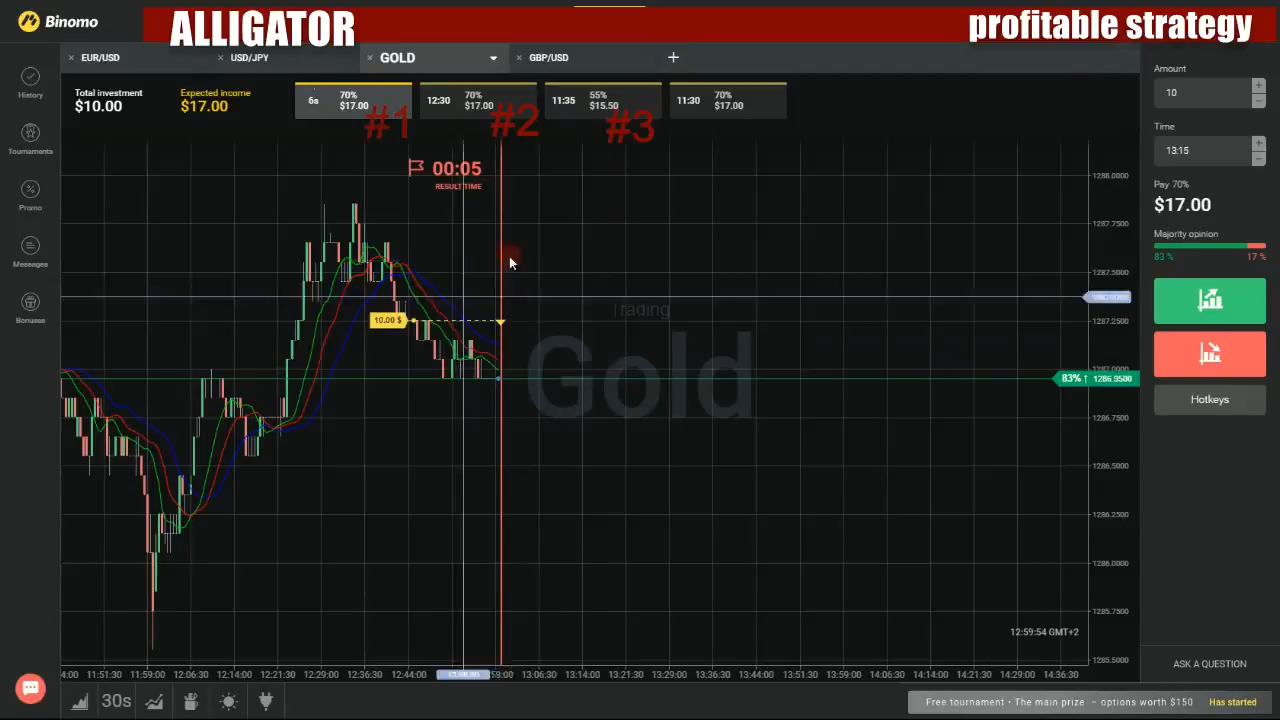 ALLIGATOR
profitable strategy
Binomo
EUR/USD
USD/JPY
GOLD
GBP/USD
Total investment
$10.00
Expected income
$17.00
6s
70%
$17.00
12:30
70%
$17.00
11:35
55%
$15.50
11:30
70%
$17.00
#1
#2
#3
00:05
RESULT TIME
History
Tournaments
Promo
Messages
Bonuses
Amount
10
Time
13:15
Pay 70%
$17.00
Majority opinion
83 %
17 %
Hotkeys
ASK A QUESTION
Trading
Gold
10.00 $
83% ↑ 1286.9500
1288.0000
1287.7500
1287.5000
1287.2500
1287.0000
1286.7500
1286.5000
1286.2500
1286.0000
1285.7500
1285.5000
12:59:54 GMT+2
4:00
11:51:30
11:59:00
12:06:30
12:14:00
12:21:30
12:29:00
12:36:30
12:44:00
59:00
13:06:30
13:14:00
13:21:30
13:29:00
13:36:30
13:44:00
13:51:30
13:59:00
14:06:30
14:14:00
14:21:30
14:29:00
14:36:30
30s
Free tournament • The main prize – options worth $150
Has started